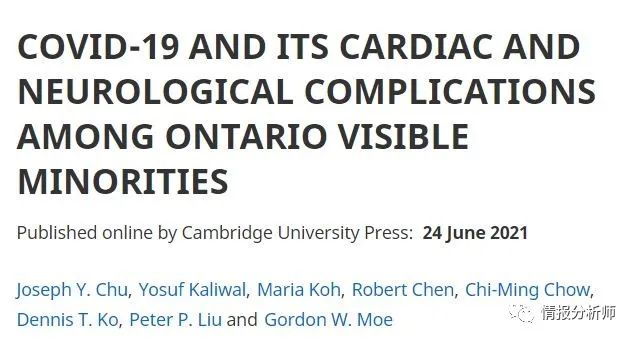 COVID-19 AND ITS CARDIAC AND
NEUROLOGICAL COMPLICATIONS
AMONG ONTARIO VISIBLE
MINORITIES
Published online by Cambridge University Press: 24 June 2021
Joseph Y. Chu, Yosuf Kaliwal, Maria Koh, Robert Chen, Chi-Ming Chow,
Dennis T. Ko, Peter P. Liu and Gordon W. Moe
情报分析师